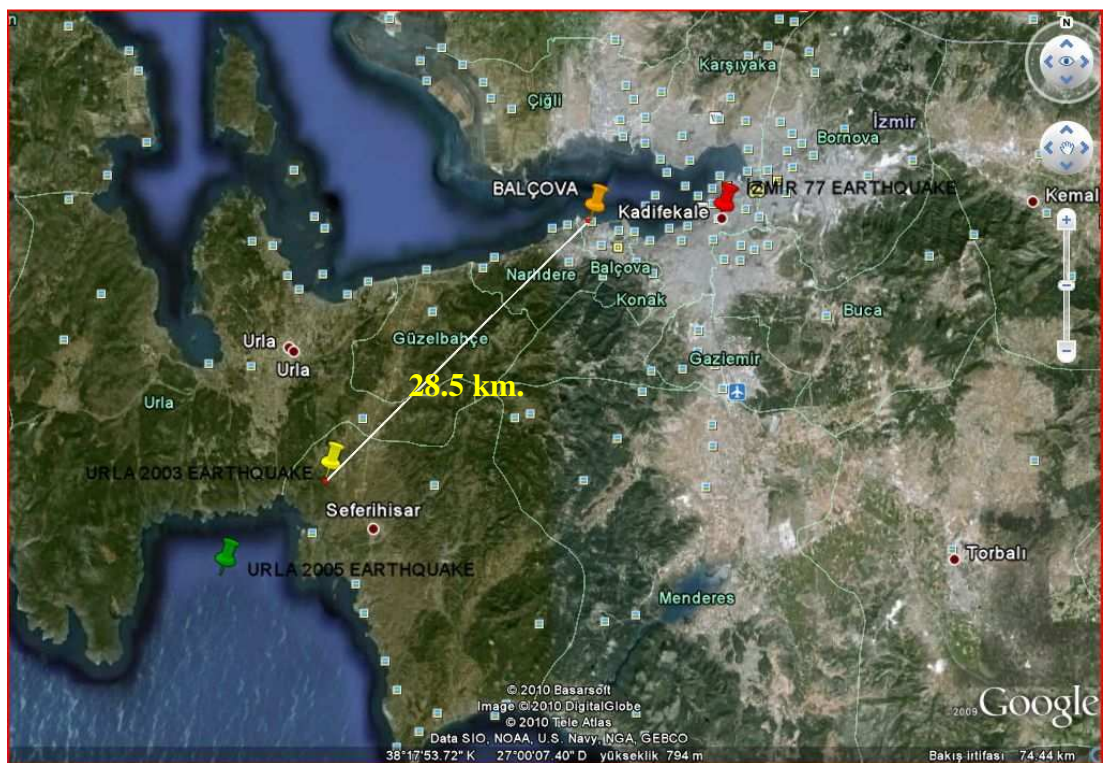 N
Karşıyaka
Çiğli
İzmir
Bornova
BALÇOVA
İZMİR 77 EARTHQUAKE
Kemal
Kadifekale
Narlıdere
Balçova
Konak
Buca
Güzelbahçe
Urla
Urla
Gaziemir
28.5 km.
Urla
URLA 2003 EARTHQUAKE
Seferihisar
URLA 2005 EARTHQUAKE
Torbalı
Menderes
© 2010 Basarsoft
Image © 2010 DigitalGlobe
© 2010 Tele Atlas
Data SIO, NOAA, U.S. Navy, NGA, GEBCO
2009 Google
38°17'53.72" K 27°00'07.40" D yükseklik 794 m Bakış irtifası 74.44 km